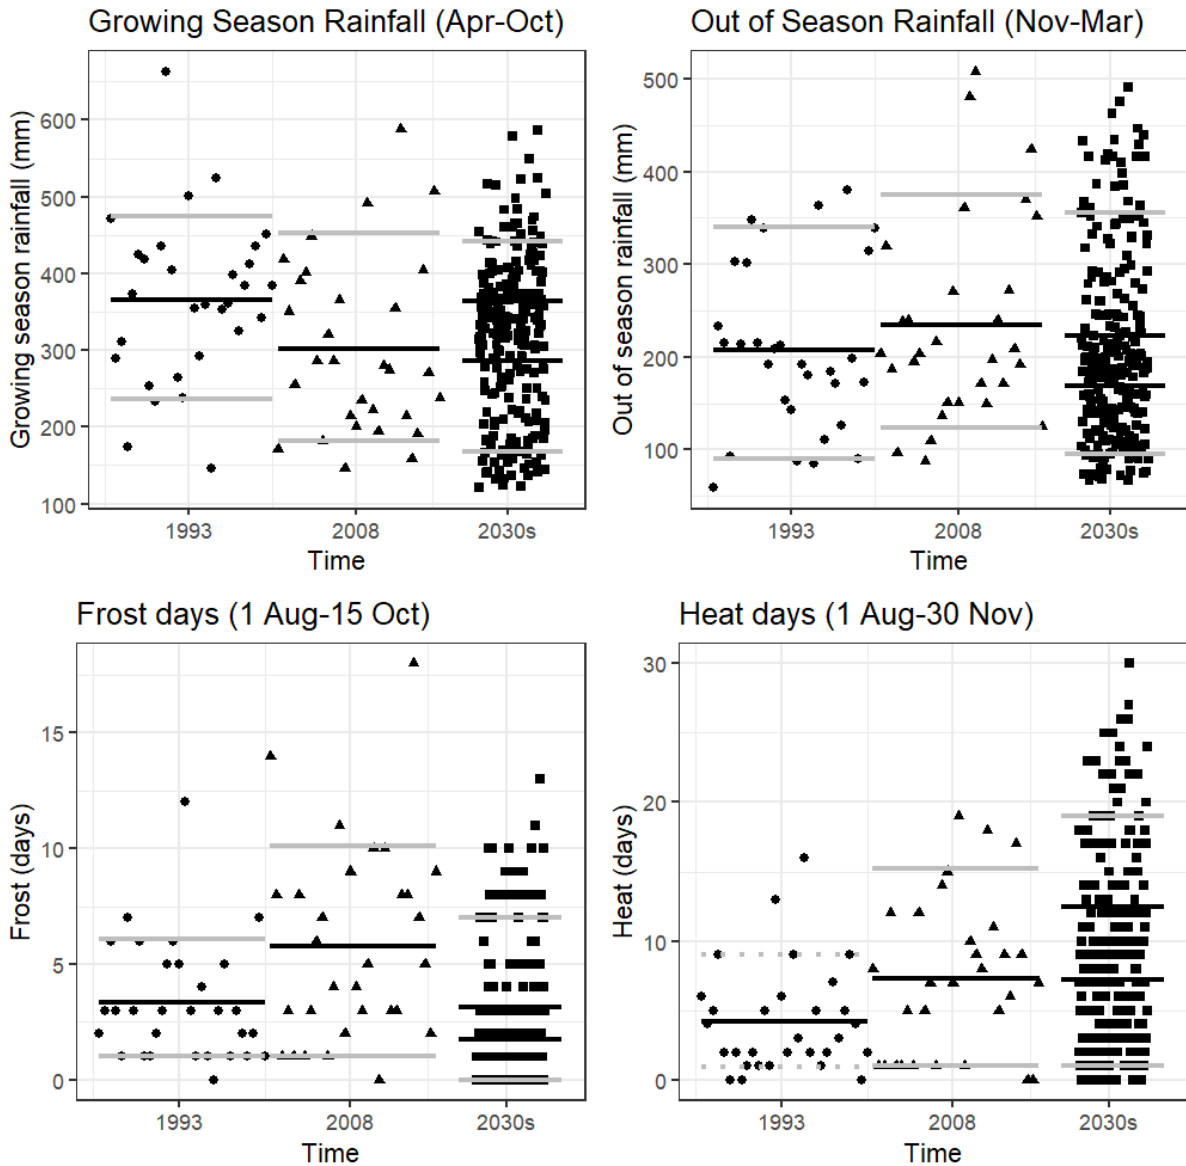 Growing Season Rainfall (Apr-Oct)
Growing season rainfall (mm)
600
500
400
300
200
100
1993
2008
2030s
Time
Out of Season Rainfall (Nov-Mar)
Out of season rainfall (mm)
500
400
300
200
100
1993
2008
2030s
Time
Frost days (1 Aug-15 Oct)
Frost (days)
15
10
5
0
1993
2008
2030s
Time
Heat days (1 Aug-30 Nov)
Heat (days)
30
20
10
0
1993
2008
2030s
Time